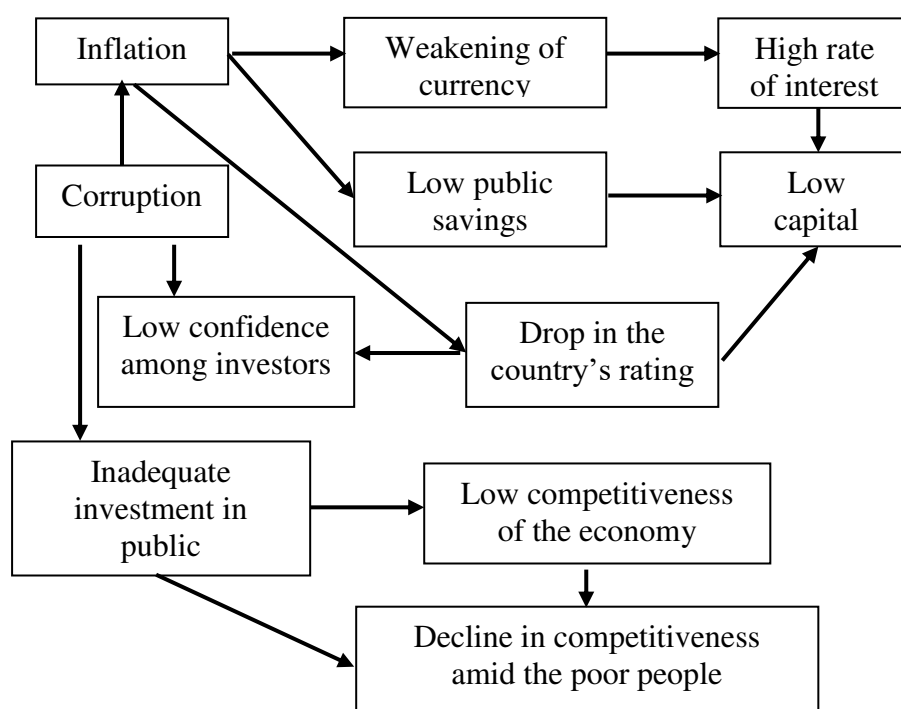 Inflation
Weakening of
currency
High rate
of interest
Corruption
Low public
savings
Low
capital
Low confidence
among investors
Drop in the
country’s rating
Inadequate
investment in
public
Low competitiveness
of the economy
Decline in competitiveness
amid the poor people